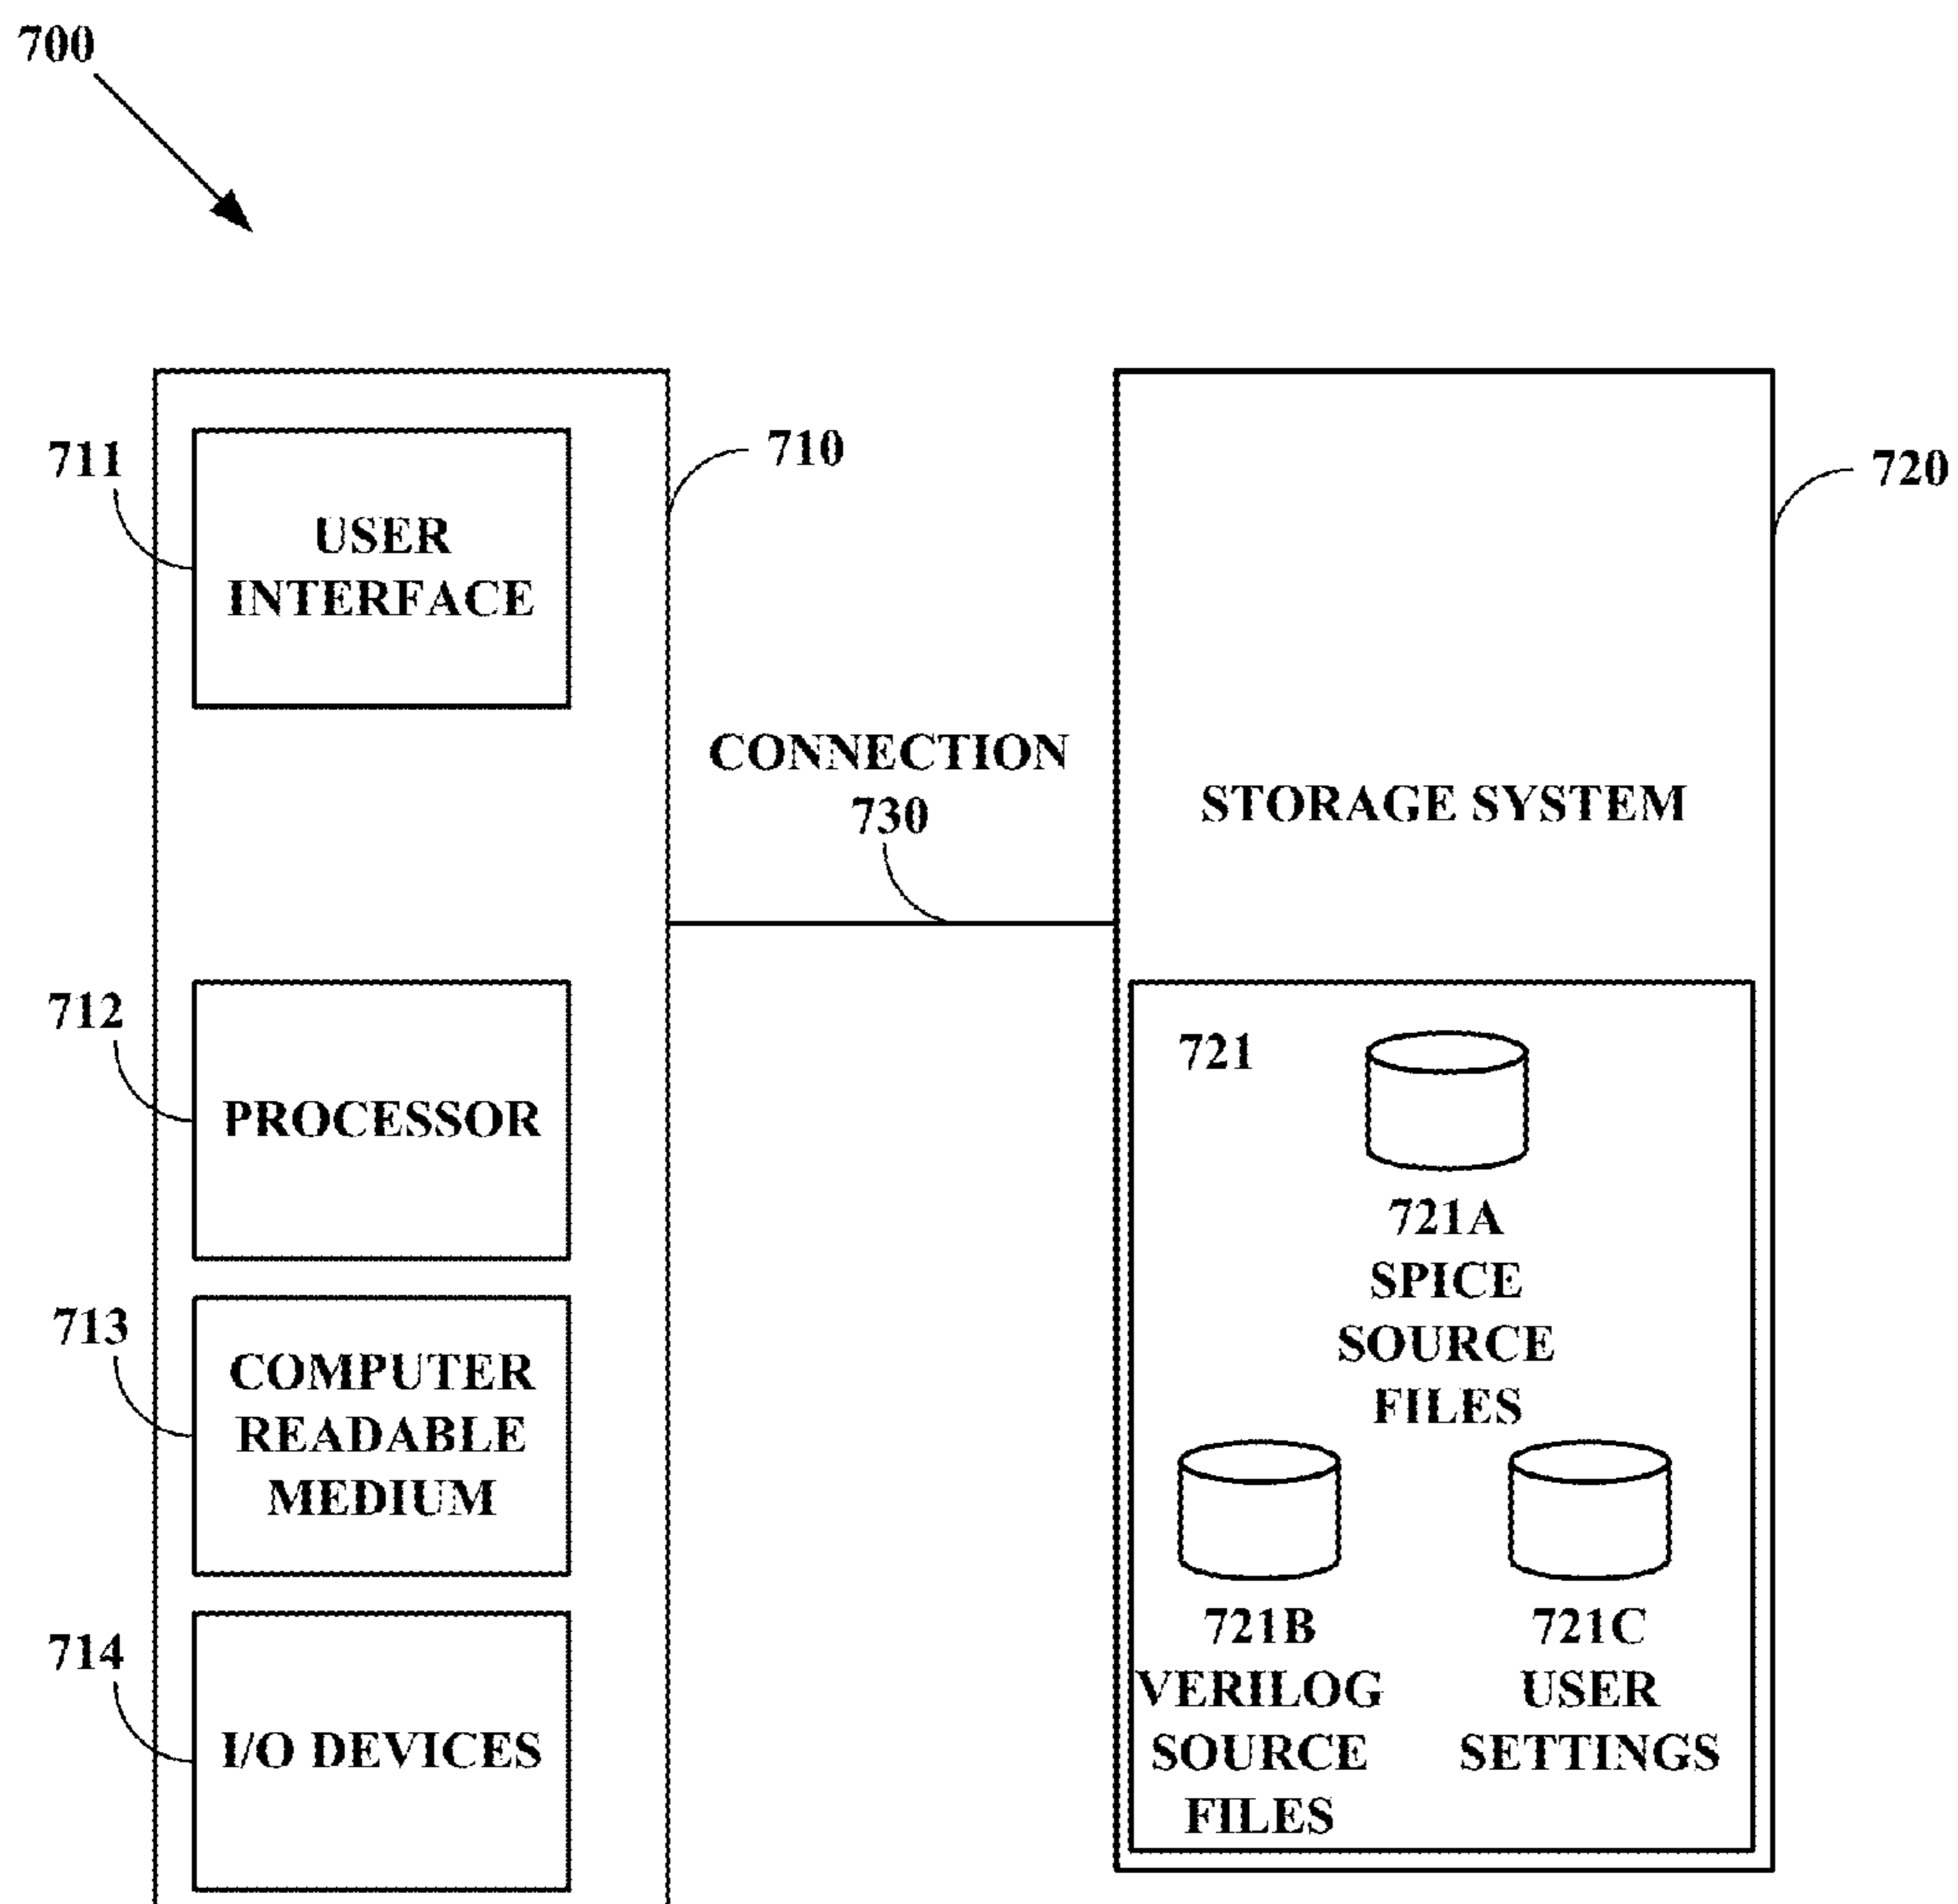 700
711
USER
INTERFACE
710
720
CONNECTION
730
STORAGE SYSTEM
712
PROCESSOR
713
COMPUTER
READABLE
MEDIUM
714
I/O DEVICES
721
721A
SPICE
SOURCE
FILES
721B
VERILOG
SOURCE
FILES
721C
USER
SETTINGS